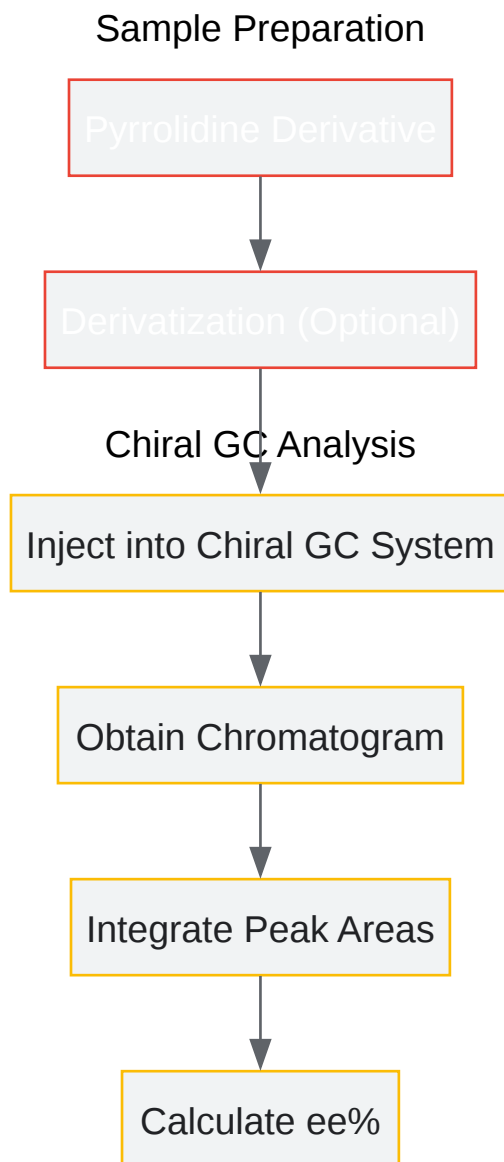 Sample Preparation
Pyrrolidine Derivative
Derivatization (Optional)
Chiral GC Analysis
Inject into Chiral GC System
Obtain Chromatogram
Integrate Peak Areas
Calculate ee%